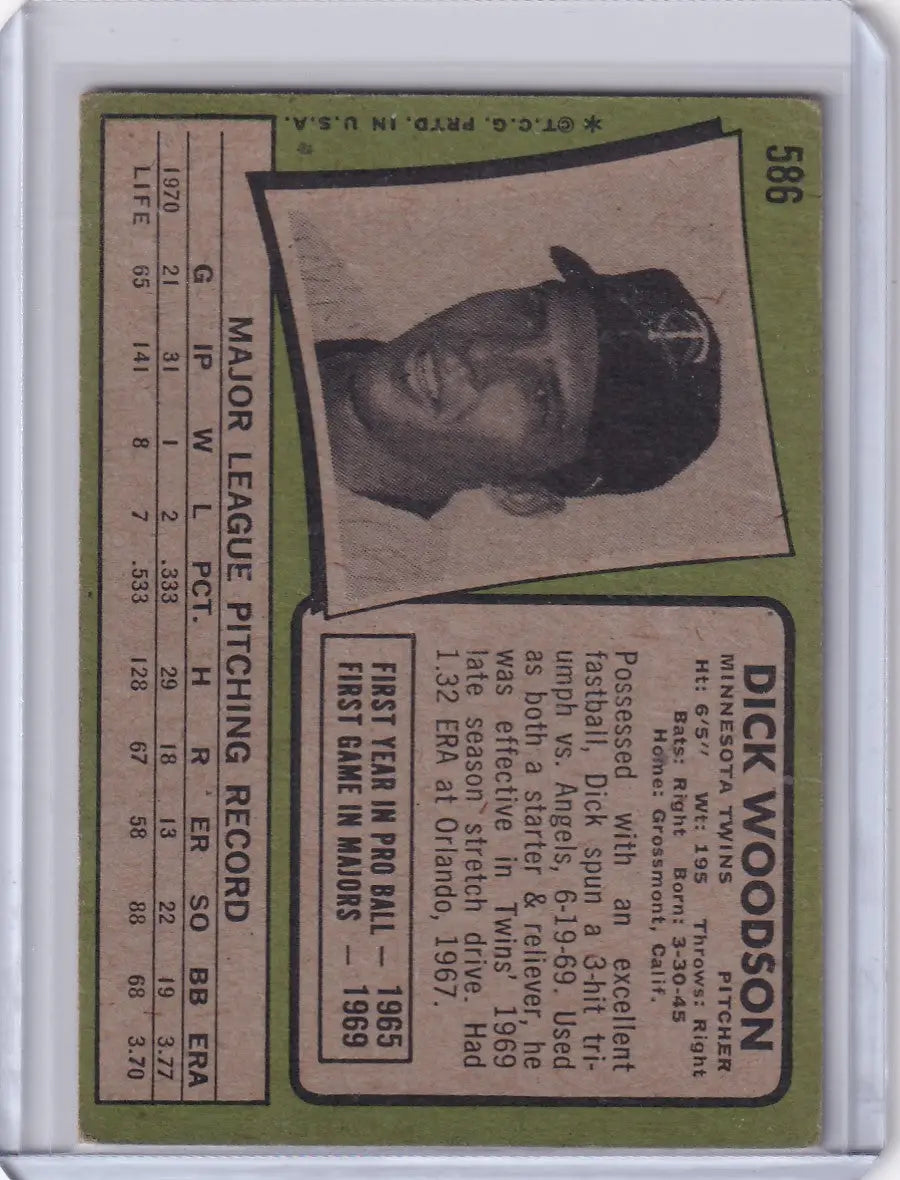 586
* ©T.C.G. PRTD. IN U.S.A.
DICK WOODSON
MINNESOTA TWINS PITCHER
Ht: 6'5" Wt: 195 Throws: Right
Bats: Right Born: 3-30-45
Home: Grossmont, Calif.
Possessed with an excellent
fastball, Dick spun a 3-hit tri-
umph vs. Angels, 6-19-69. Used
as both a starter & reliever, he
was effective in Twins' 1969
late season stretch drive. Had
1.32 ERA at Orlando, 1967.
FIRST YEAR IN PRO BALL — 1965
FIRST GAME IN MAJORS — 1969
MAJOR LEAGUE PITCHING RECORD
G IP W L PCT. H R ER SO BB ERA
1970 21 31 1 2 .333 29 18 13 22 19 3.77
LIFE 65 141 8 7 .533 128 67 58 88 68 3.70